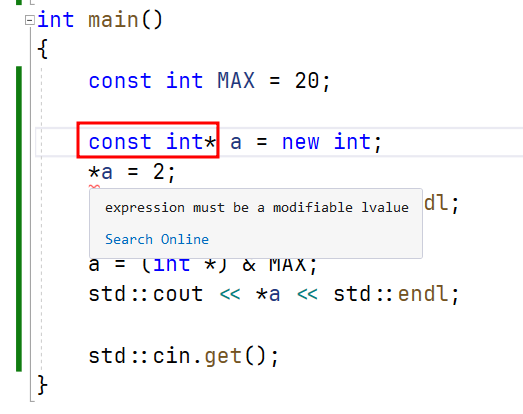 int main()
{
const int MAX = 20;
const int* a = new int;
*a = 2;
dl;
expression must be a modifiable lvalue
Search Online
a = (int *) & MAX;
std::cout << *a << std::endl;
std::cin.get();
}